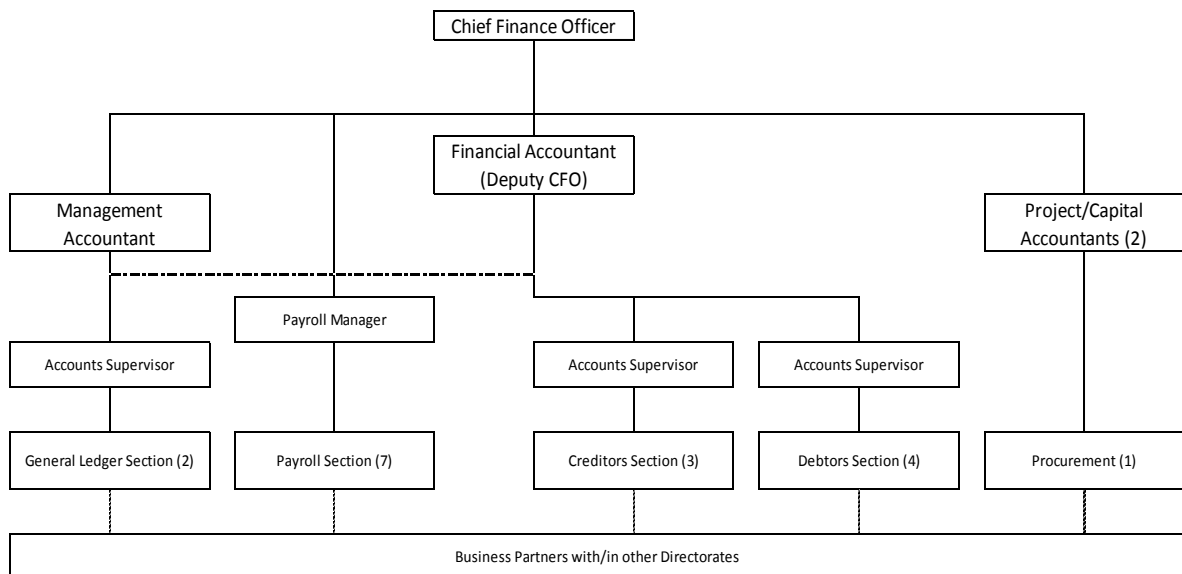 Chief Finance Officer
Financial Accountant
(Deputy CFO)
Management
Accountant
Project/Capital
Accountants (2)
Payroll Manager
Accounts Supervisor
Accounts Supervisor
Accounts Supervisor
General Ledger Section (2)
Payroll Section (7)
Creditors Section (3)
Debtors Section (4)
Procurement (1)
Business Partners with/in other Directorates